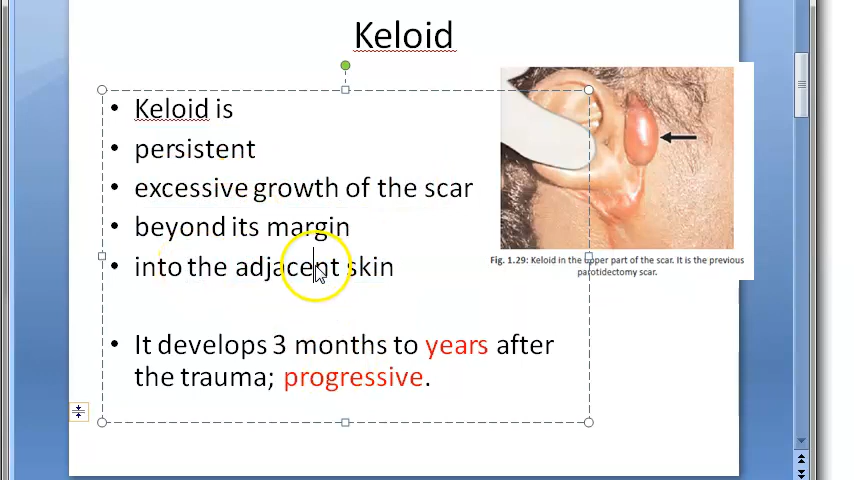 Keloid
• Keloid is
• persistent
• excessive growth of the scar
• beyond its margin
• into the adjacent skin
Fig. 1.29: Keloid in the upper part of the scar. It is the previous
parotidectomy scar.
• It develops 3 months to years after
the trauma; progressive.